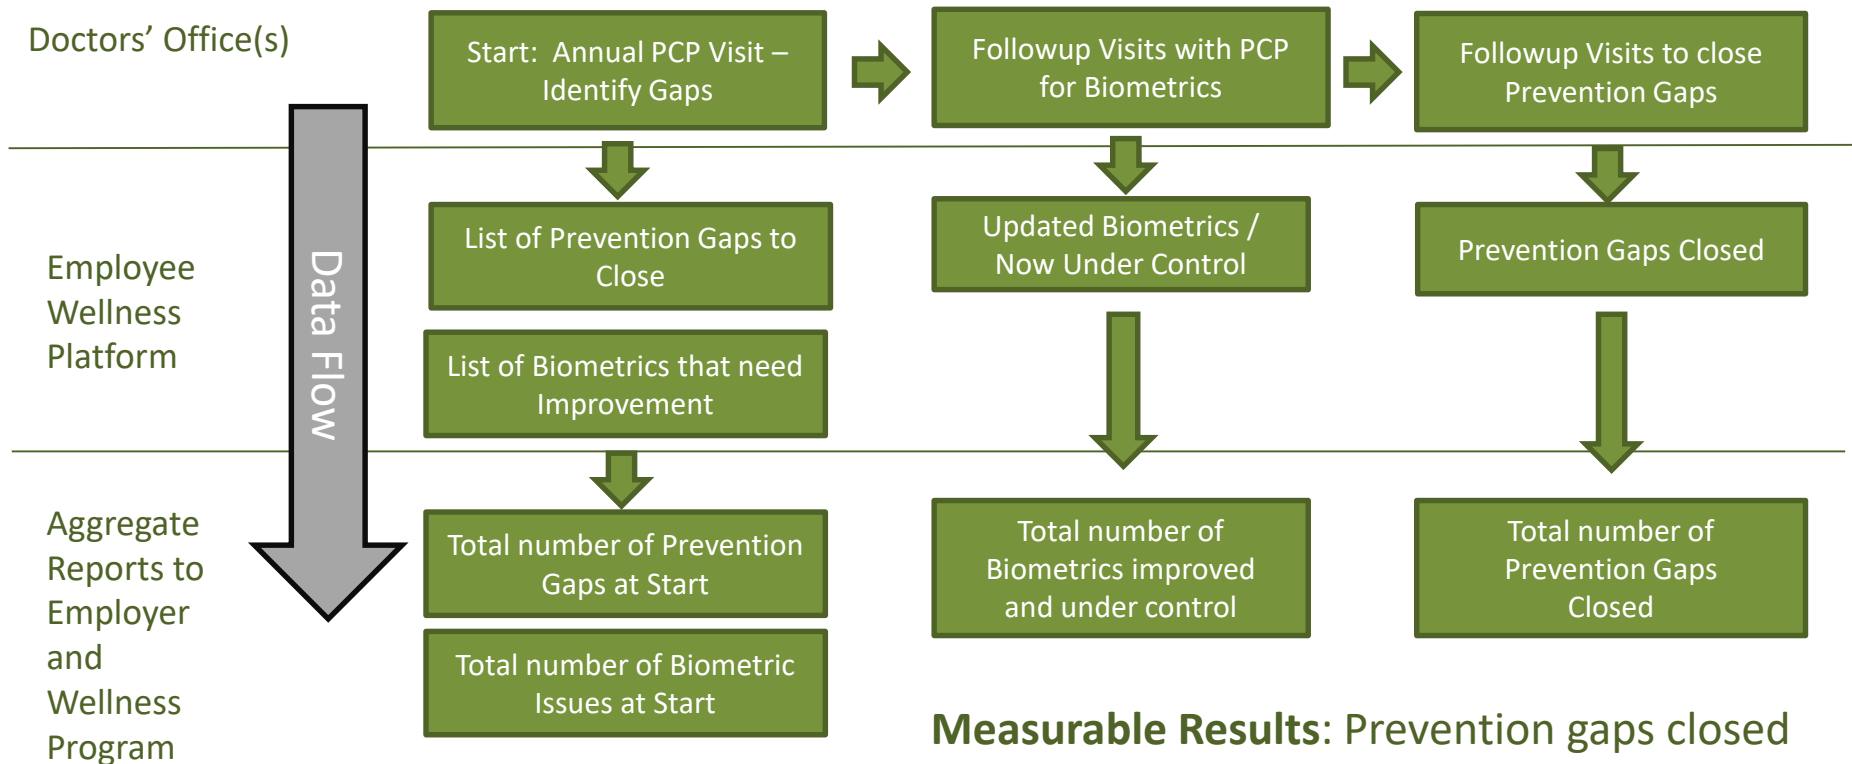 Doctors’ Office(s)
Start:  Annual PCP Visit –
Identify Gaps
Followup Visits with PCP
for Biometrics
Followup Visits to close
Prevention Gaps
Data Flow
Employee
Wellness
Platform
List of Prevention Gaps to
Close
Updated Biometrics /
Now Under Control
Prevention Gaps Closed
List of Biometrics that need
Improvement
Aggregate
Reports to
Employer
and
Wellness
Program
Total number of Prevention
Gaps at Start
Total number of
Biometrics improved
and under control
Total number of
Prevention Gaps
Closed
Total number of Biometric
Issues at Start
Measurable Results: Prevention gaps closed